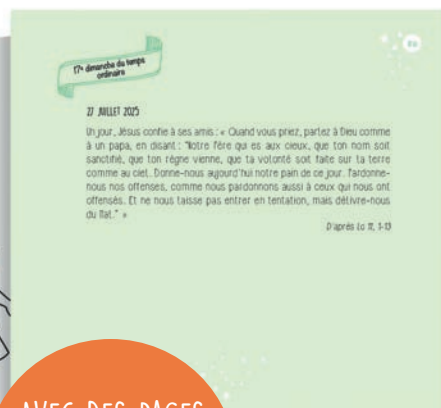 17e dimanche du temps
ordinaire
27 JUILLET 2025
Un jour, Jésus confie à ses amis : « Quand vous priez, parlez à Dieu comme
à un papa, en disant : "Notre Père qui es aux cieux, que ton nom soit
sanctifié, que ton règne vienne, que ta volonté soit faite sur la terre
comme au ciel. Donne-nous aujourd'hui notre pain de ce jour. Pardonne-
nous nos offenses, comme nous pardonnons aussi à ceux qui nous ont
offensés. Et ne nous laisse pas entrer en tentation, mais délivre-nous
du Mal." »
D'après Lc 11, 1-13
AVEC DES PAGES